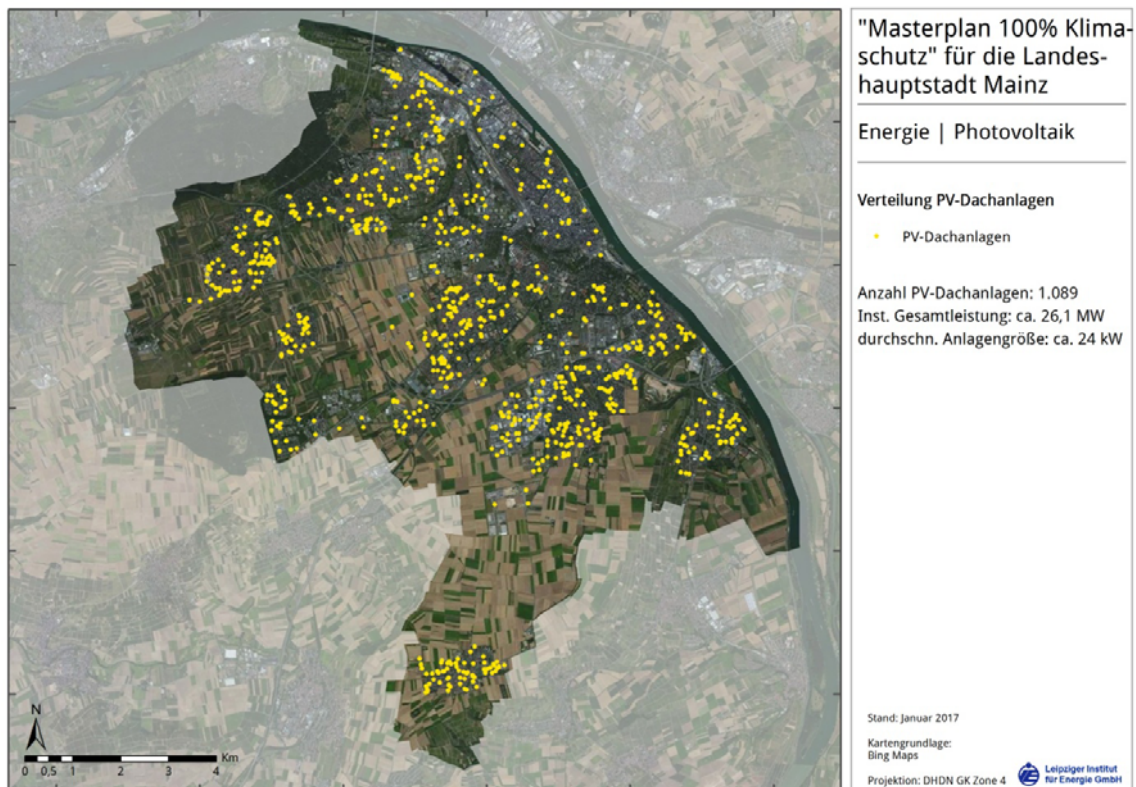 "Masterplan 100% Klima-
schutz" für die Landes-
hauptstadt Mainz
Energie | Photovoltaik
Verteilung PV-Dachanlagen
PV-Dachanlagen
Anzahl PV-Dachanlagen: 1.089
Inst. Gesamtleistung: ca. 26,1 MW
durchschn. Anlagengröße: ca. 24 kW
N
Km
0 0,5 1 2 3 4
Stand: Januar 2017
Kartengrundlage:
Bing Maps
Projektion: DHDN GK Zone 4
Leipziger Institut
für Energie GmbH